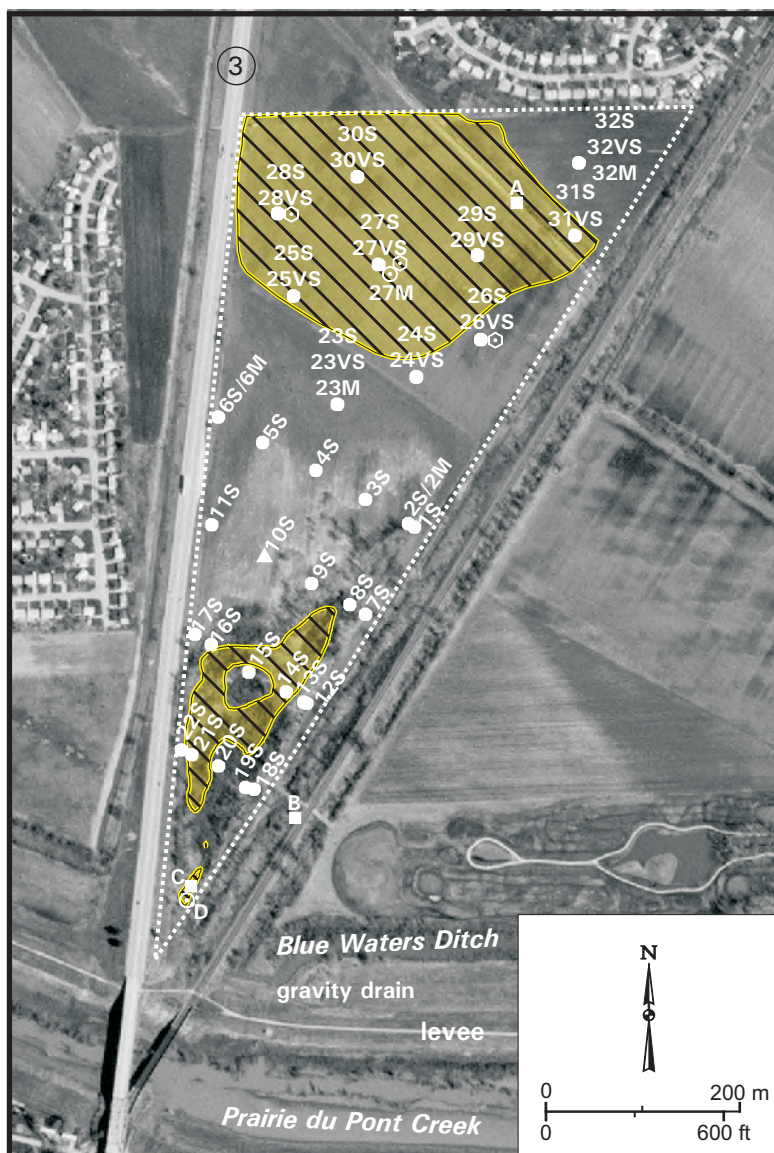 3
32S
32VS
32M
30S
30VS
28S
28VS
A
31S
31VS
27S
27VS
27M
29S
29VS
25S
25VS
26S
26VS
23S
23VS
23M
24S
24VS
6S/6M
5S
4S
3S
2S/2M
1S
11S
10S
9S
8S
7S
17S
16S
15S
14S
13S
12S
22S
21S
20S
19S
18S
B
C
D
Blue Waters Ditch
gravity drain
levee
Prairie du Pont Creek
N
0 200 m
0 600 ft